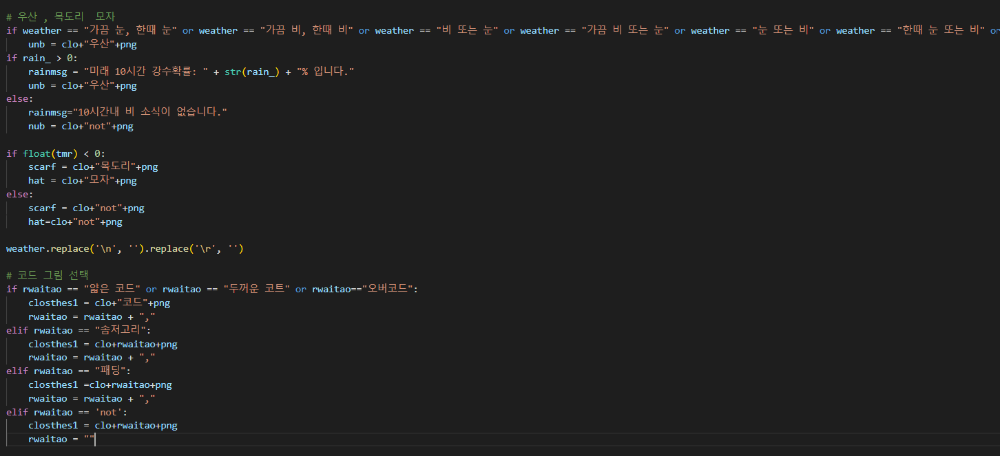 # 우산 , 목도리  모자
if weather == "가끔 눈, 한때 눈" or weather == "가끔 비, 한때 비" or weather == "비 또는 눈" or weather == "가끔 비 또는 눈" or weather == "눈 또는 비" or weather == "한때 눈 또는 비" or
    unb = clo+"우산"+png
if rain_ > 0:
    rainmsg = "미래 10시간 강수확률: " + str(rain_) + "% 입니다."
    unb = clo+"우산"+png
else:
    rainmsg="10시간내 비 소식이 없습니다."
    nub = clo+"not"+png
if float(tmr) < 0:
    scarf = clo+"목도리"+png
    hat = clo+"모자"+png
else:
    scarf = clo+"not"+png
    hat=clo+"not"+png
weather.replace('\n', '').replace('\r', '')
# 코드 그림 선택
if rwaitao == "얇은 코드" or rwaitao == "두꺼운 코트" or rwaitao=="오버코드":
    closthes1 = clo+"코드"+png
    rwaitao = rwaitao + ","
elif rwaitao == "솜저고리":
    closthes1 = clo+rwaitao+png
    rwaitao = rwaitao + ","
elif rwaitao == "패딩":
    closthes1 =clo+rwaitao+png
    rwaitao = rwaitao + ","
elif rwaitao == 'not':
    closthes1 = clo+rwaitao+png
    rwaitao = ""